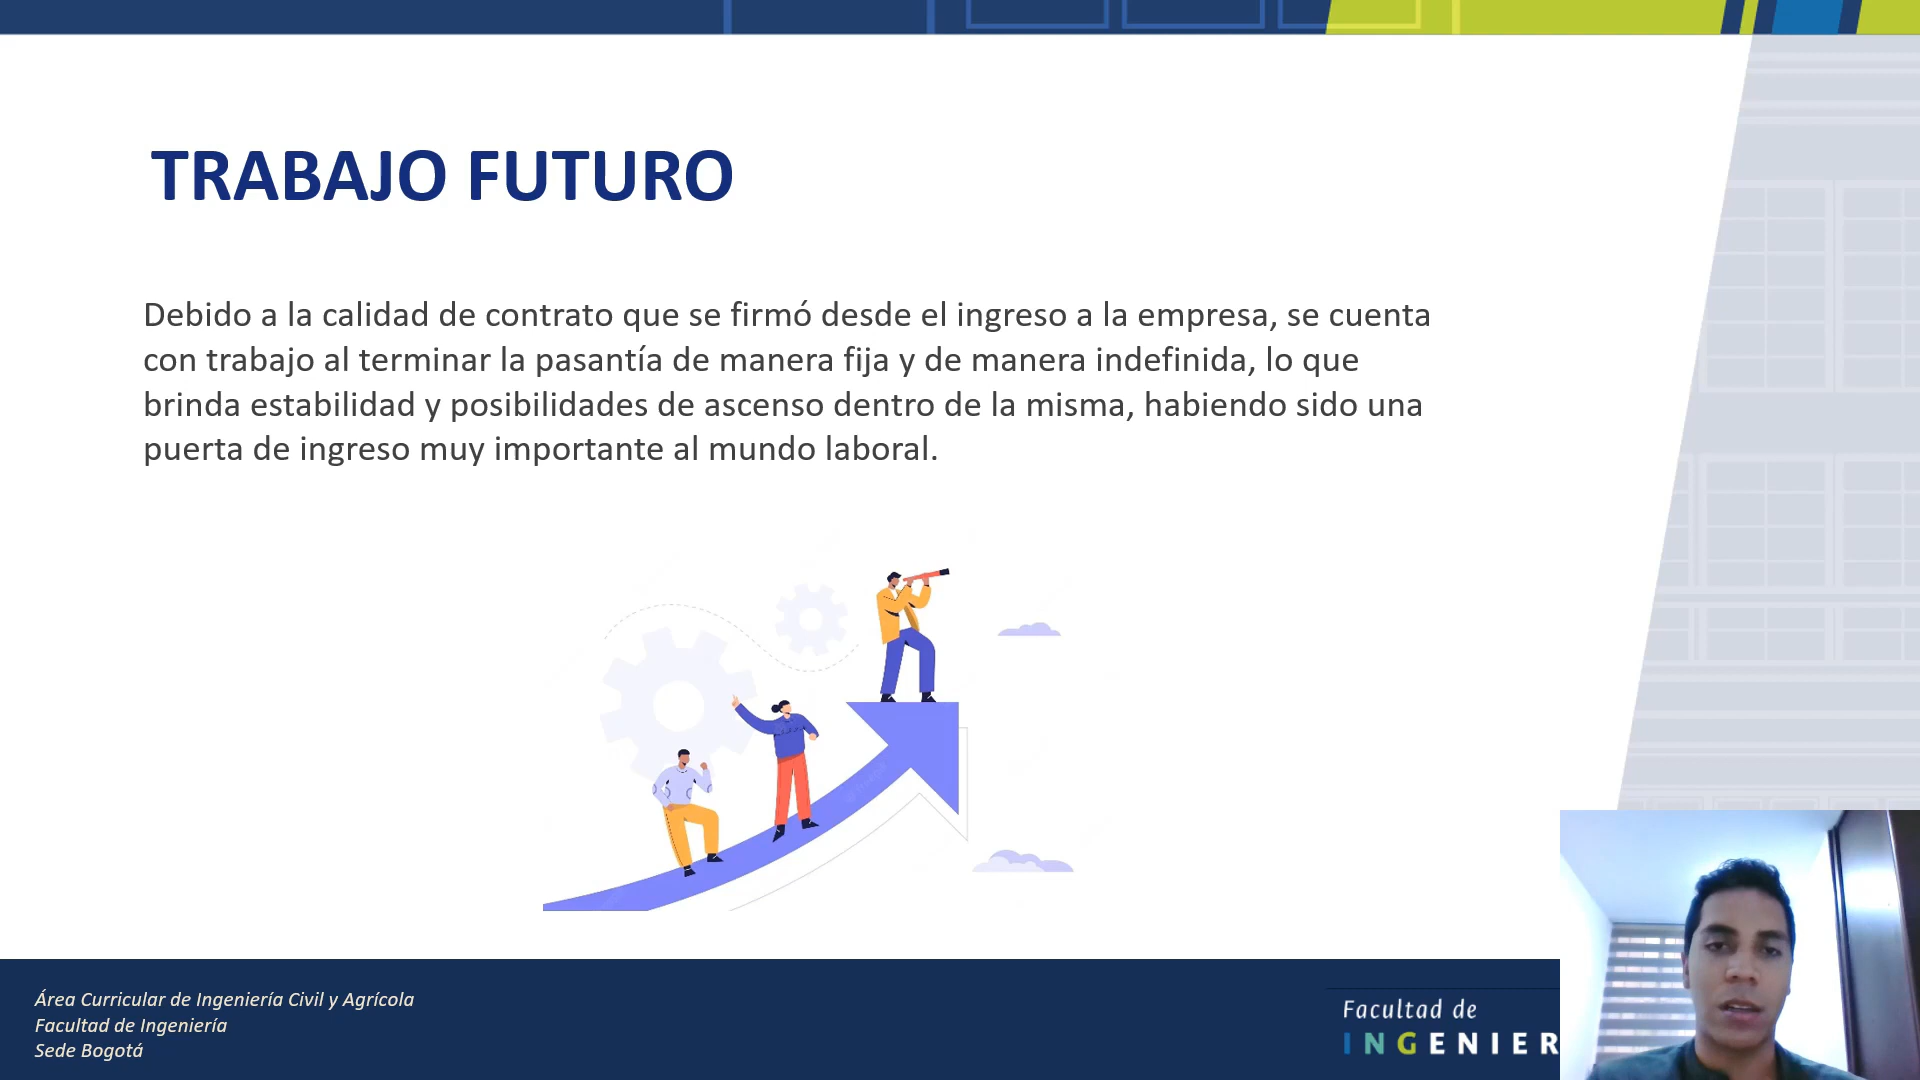 TRABAJO FUTURO
Debido a la calidad de contrato que se firmó desde el ingreso a la empresa, se cuenta
con trabajo al terminar la pasantía de manera fija y de manera indefinida, lo que
brinda estabilidad y posibilidades de ascenso dentro de la misma, habiendo sido una
puerta de ingreso muy importante al mundo laboral.
Área Curricular de Ingeniería Civil y Agrícola
Facultad de Ingeniería
Sede Bogotá
Facultad de
INGENIER